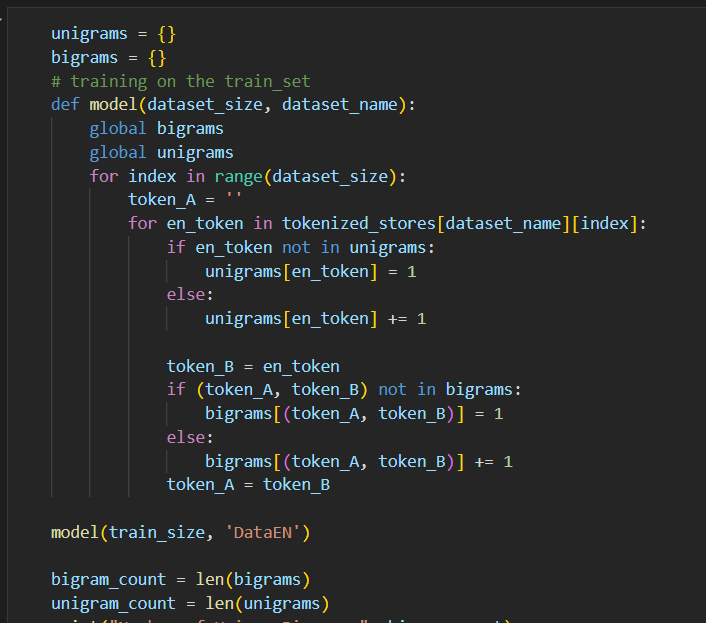 unigrams = {}
bigrams = {}
# training on the train_set
def model(dataset_size, dataset_name):
    global bigrams
    global unigrams
    for index in range(dataset_size):
        token_A = ''
        for en_token in tokenized_stores[dataset_name][index]:
            if en_token not in unigrams:
                unigrams[en_token] = 1
            else:
                unigrams[en_token] += 1

            token_B = en_token
            if (token_A, token_B) not in bigrams:
                bigrams[(token_A, token_B)] = 1
            else:
                bigrams[(token_A, token_B)] += 1
            token_A = token_B

model(train_size, 'DataEN')

bigram_count = len(bigrams)
unigram_count = len(unigrams)